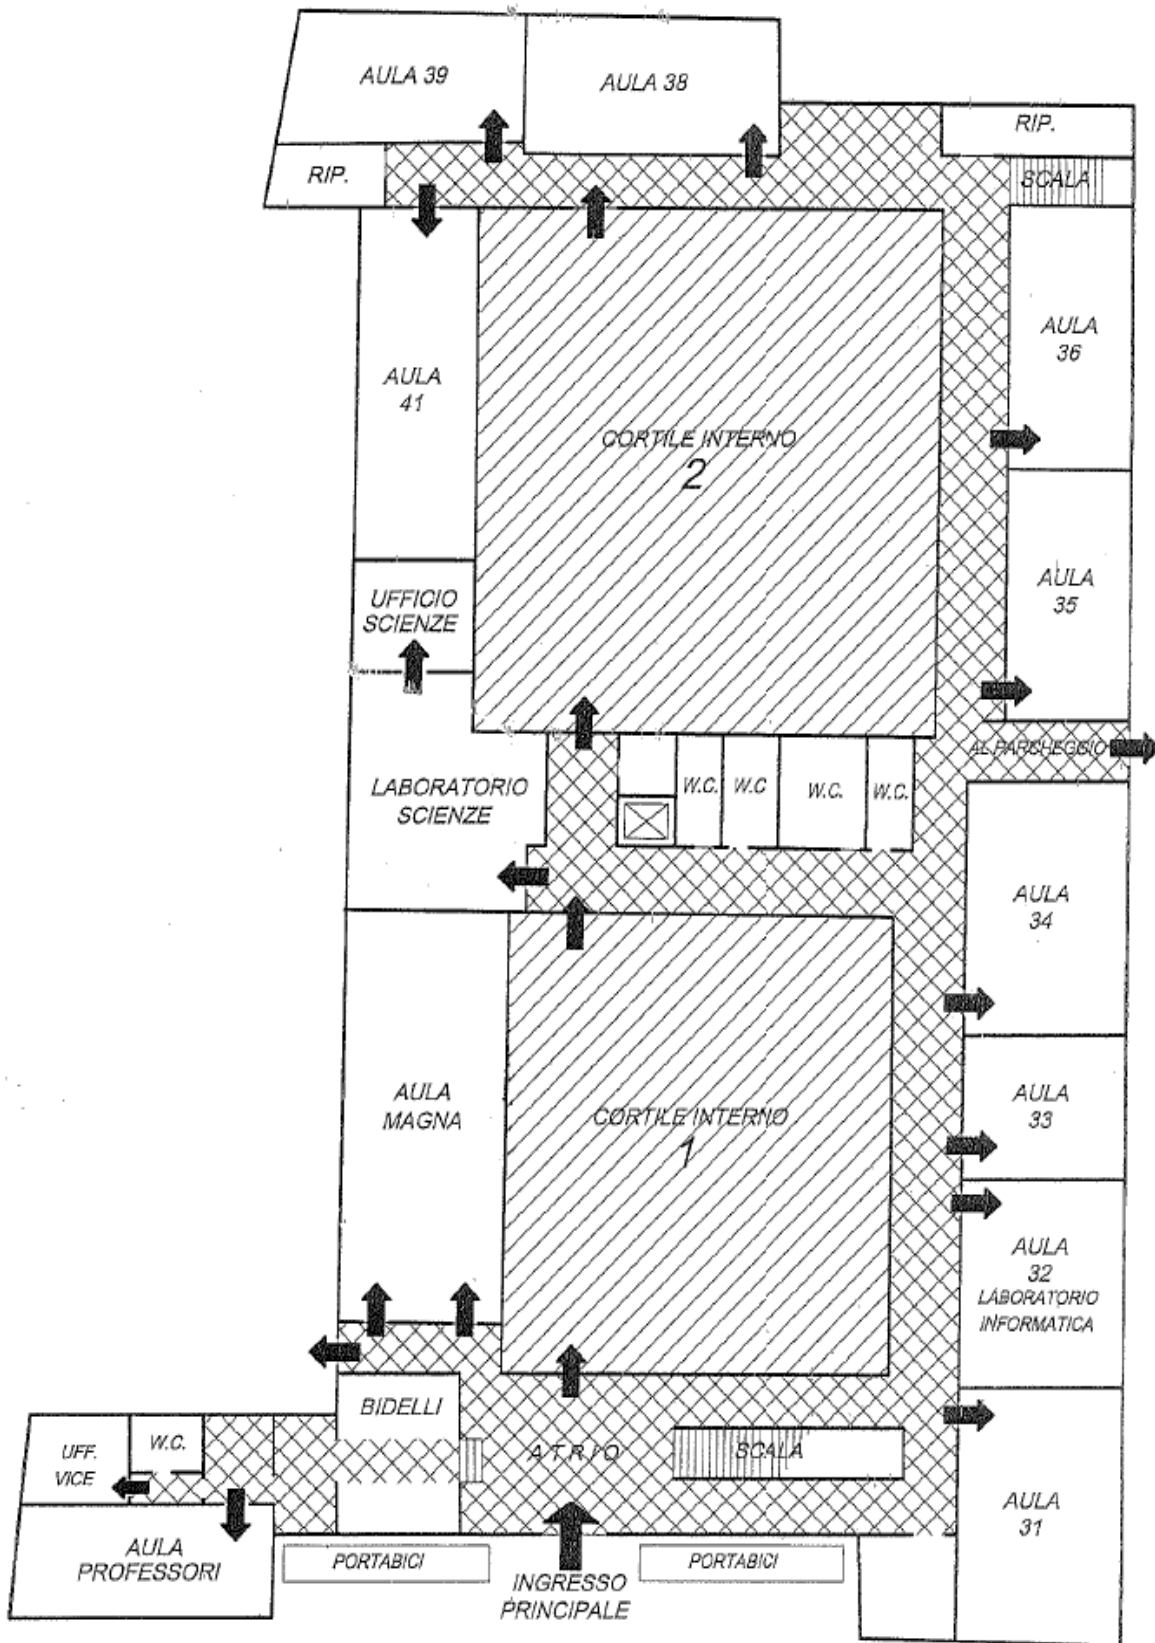 AULA 39
AULA 38
RIP.
RIP.
SCALA
AULA
36
AULA
41
CORTILE INTERNO
2
AULA
35
UFFICIO
SCIENZE
AL PARCHEGGIO
LABORATORIO
SCIENZE
W.C.
W.C
W.C.
W.C.
AULA
34
AULA
MAGNA
CORTILE INTERNO
1
AULA
33
AULA
32
LABORATORIO
INFORMATICA
BIDELLI
UFF.
VICE
W.C.
ATRIO
SCALA
AULA
31
AULA
PROFESSORI
PORTABICI
PORTABICI
INGRESSO
PRINCIPALE